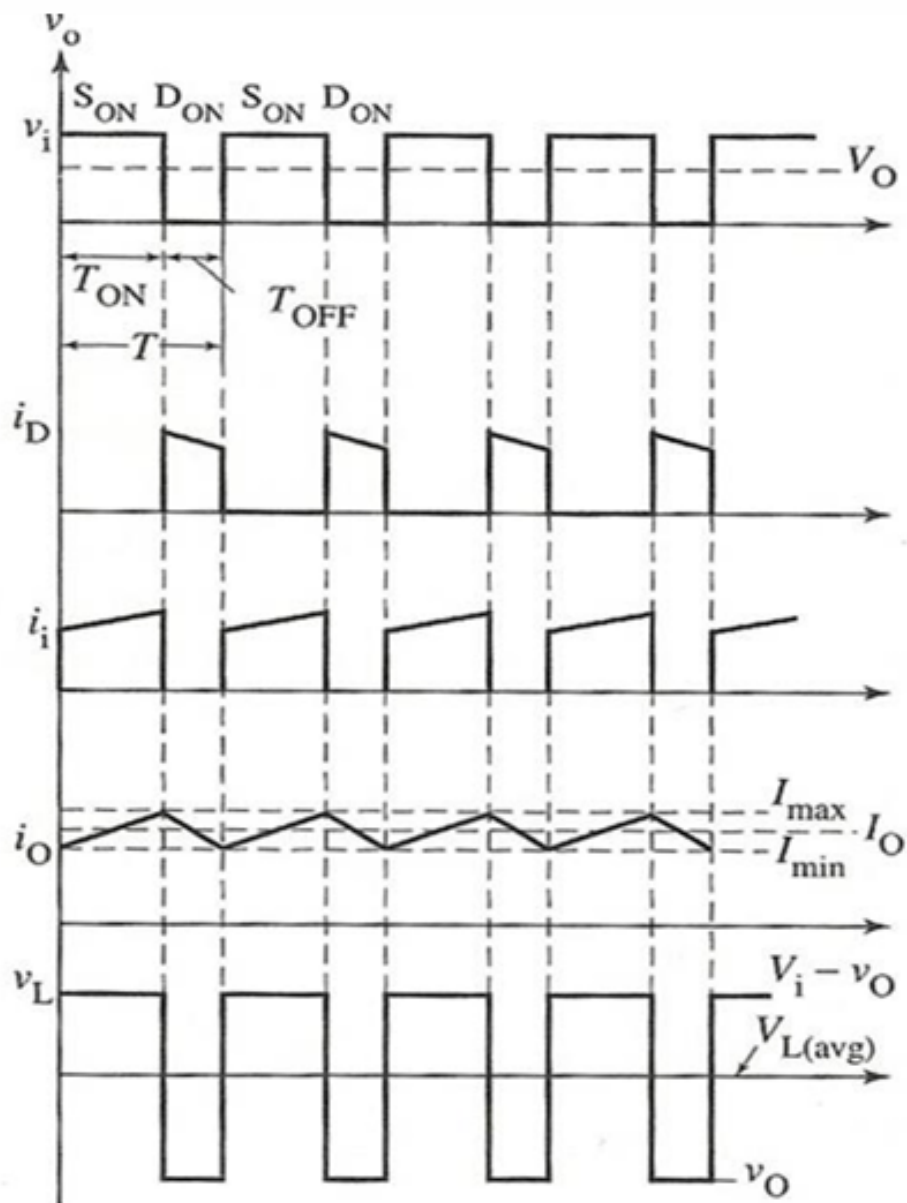 v_o
S_ON D_ON S_ON D_ON
v_i
V_O
T_ON
T_OFF
T
i_D
i_i
I_max
i_O
I_O
I_min
v_L
V_i – v_O
V_L(avg)
v_O